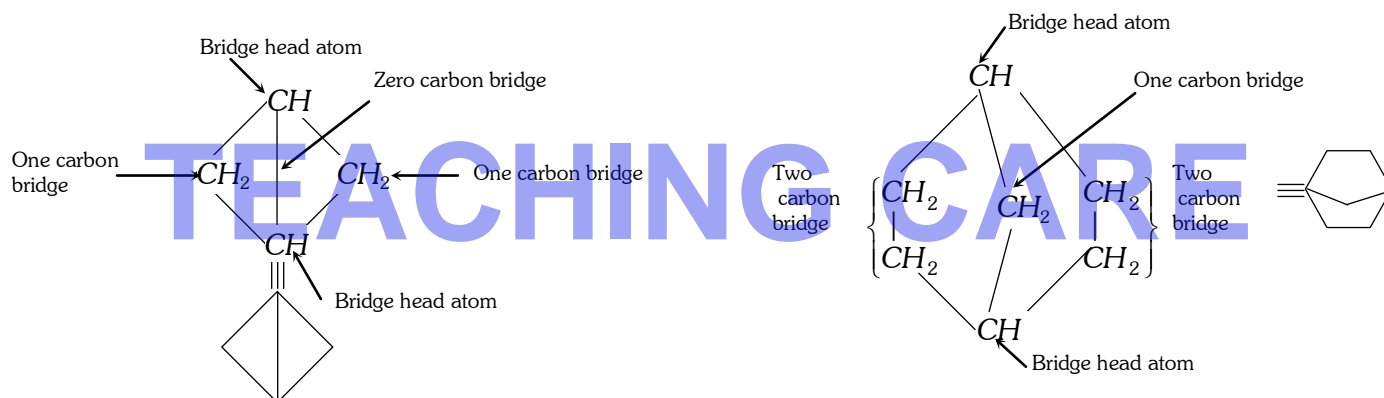 Bridge head atom
Zero carbon bridge
CH
One carbon
bridge
CH₂
CH₂
One carbon bridge
CH
Bridge head atom
Bridge head atom
CH
One carbon bridge
Two
carbon
bridge
CH₂
CH₂
CH₂
CH₂
CH₂
Two
carbon
bridge
CH
Bridge head atom
TEACHING CARE